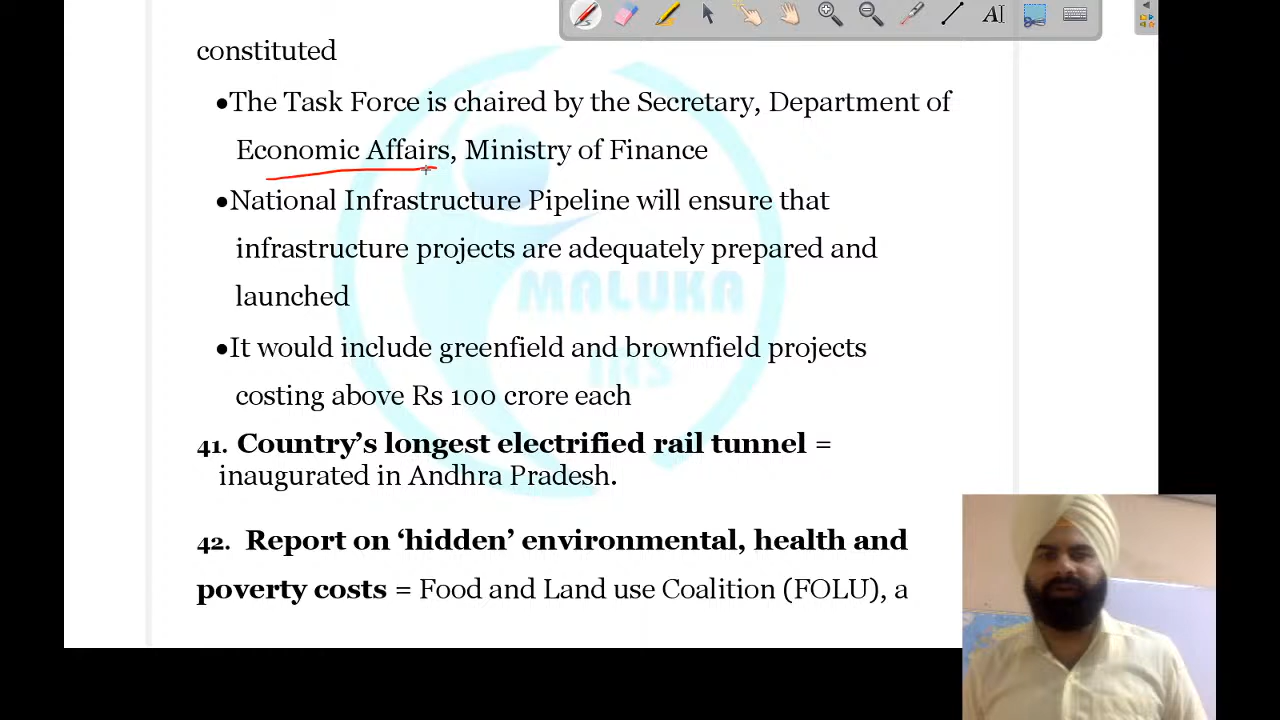 constituted
•The Task Force is chaired by the Secretary, Department of
Economic Affairs, Ministry of Finance
•National Infrastructure Pipeline will ensure that
infrastructure projects are adequately prepared and
launched
•It would include greenfield and brownfield projects
costing above Rs 100 crore each
41. Country’s longest electrified rail tunnel =
inaugurated in Andhra Pradesh.
42. Report on ‘hidden’ environmental, health and
poverty costs = Food and Land use Coalition (FOLU), a
MALUKA
IAS